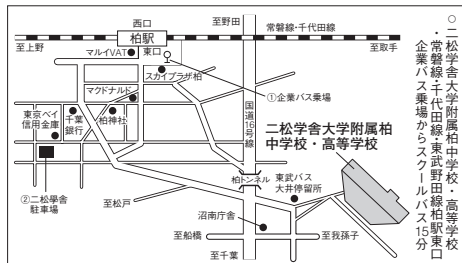 ○二松学舎大学附属柏中学校・高等学校
・常磐線・千代田線・東武野田線柏駅東口
企業バス乗場からスクールバス15分
西口
柏駅
東口
至野田
常磐線・千代田線
至上野
至取手
マルイVAT
スカイプラザ柏
①企業バス乗場
マクドナルド
東京ベイ
信用金庫
千葉
銀行
柏神社
国道16号線
二松学舎大学附属柏
中学校・高等学校
②二松學舎
駐車場
至松戸
柏トンネル
東武バス
大井停留所
沼南庁舎
至船橋
至我孫子
至千葉